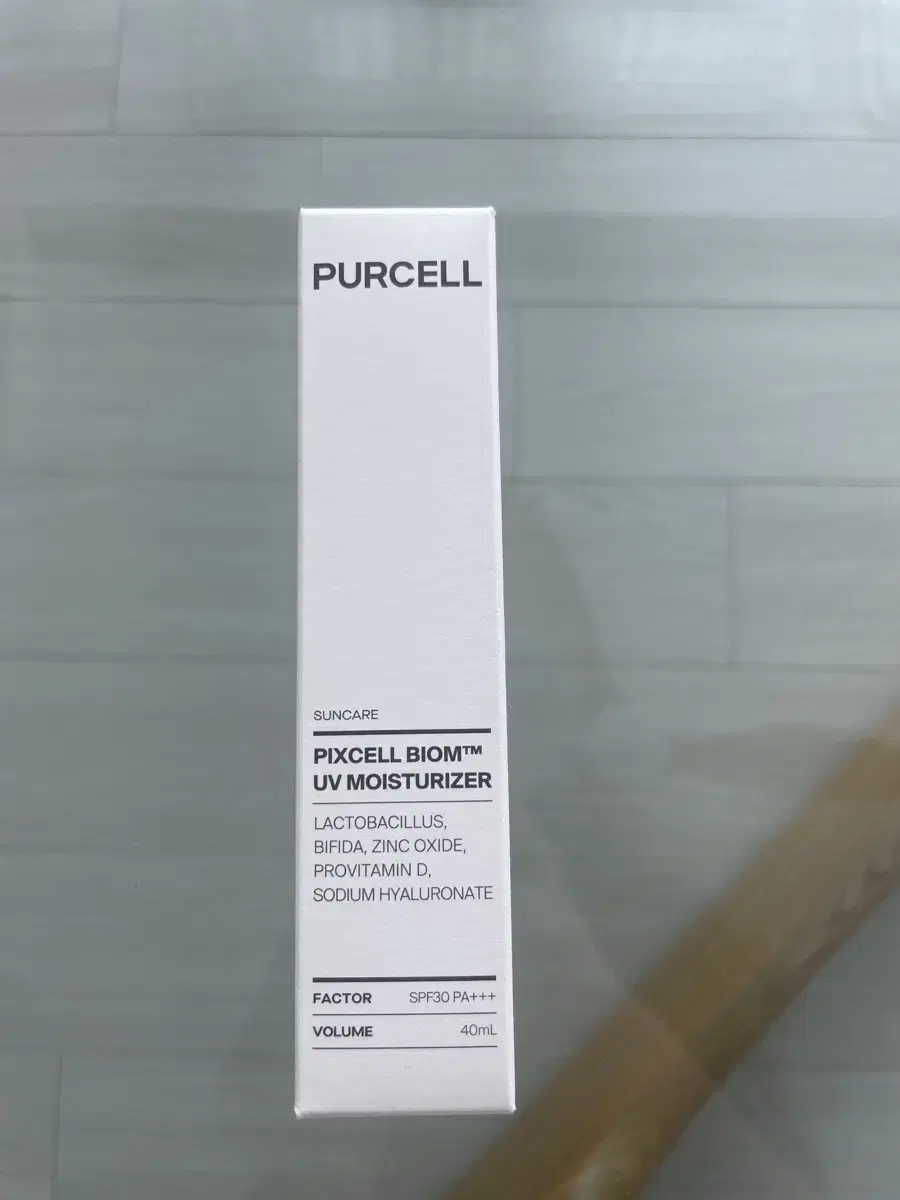 PURCELL
SUNCARE
PIXCELL BIOM™
UV MOISTURIZER
LACTOBACILLUS,
BIFIDA, ZINC OXIDE,
PROVITAMIN D,
SODIUM HYALURONATE
FACTOR SPF30 PA+++
VOLUME 40mL